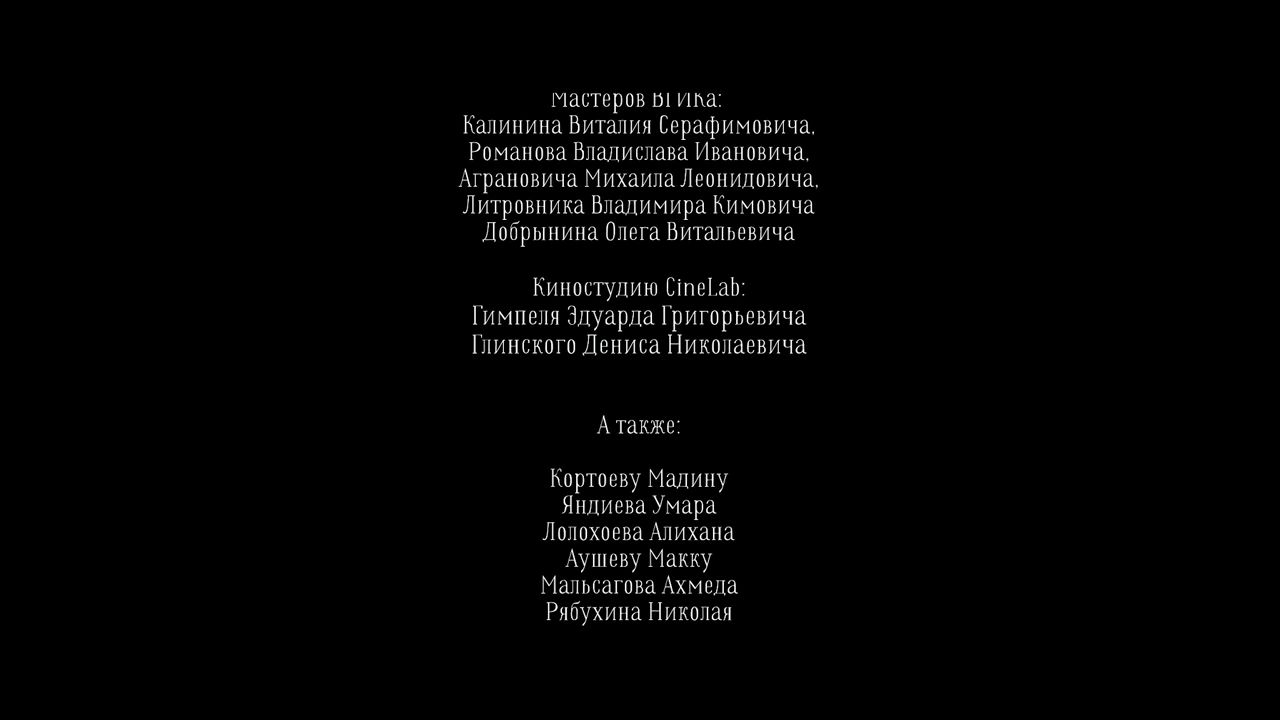 Мастеров ВГИКа:
Калинина Виталия Серафимовича,
Романова Владислава Ивановича,
Аграновича Михаила Леонидовича,
Литровника Владимира Кимовича
Добрынина Олега Витальевича
Киностудию CineLab:
Гимпеля Эдуарда Григорьевича
Глинского Дениса Николаевича
А также:
Кортоеву Мадину
Яндиева Умара
Лолохоева Алихана
Аушеву Макку
Мальсагова Ахмеда
Рябухина Николая